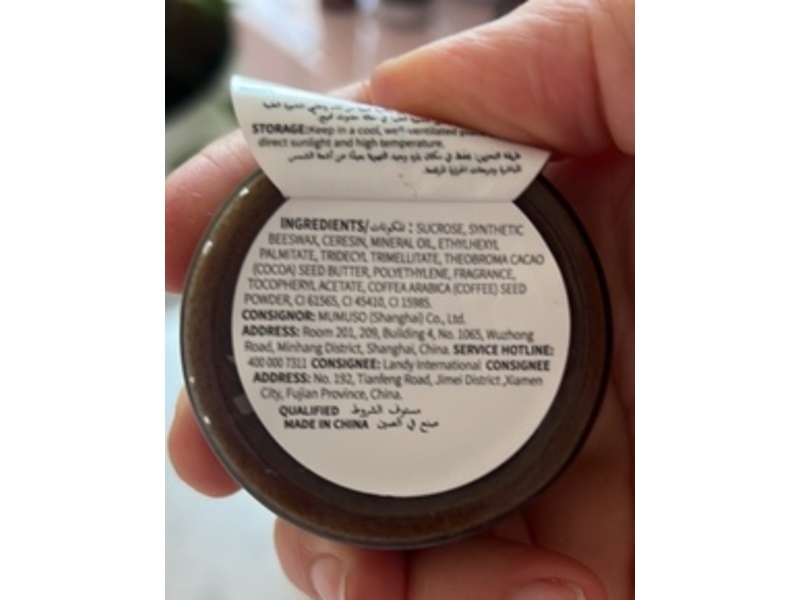 STORAGE:Keep in a cool, well-ventilated
direct sunlight and high temperature.
INGREDIENTS/المكونات : SUCROSE, SYNTHETIC
BEESWAX, CERESIN, MINERAL OIL, ETHYLHEXYL
PALMITATE, TRIDECYL TRIMELLITATE, THEOBROMA CACAO
(COCOA) SEED BUTTER, POLYETHYLENE, FRAGRANCE,
TOCOPHERYL ACETATE, COFFEA ARABICA (COFFEE) SEED
POWDER, CI 61565, CI 45410, CI 15985.
CONSIGNOR: MUMUSO (Shanghai) Co., Ltd.
ADDRESS: Room 201, 209, Building 4, No. 1065, Wuzhong
Road, Minhang District, Shanghai, China. SERVICE HOTLINE:
400 000 7311 CONSIGNEE: Landy International CONSIGNEE
ADDRESS: No. 192, Tianfeng Road, Jimei District ,Xiamen
City, Fujian Province, China.
QUALIFIED مستوف الشروط
MADE IN CHINA صنع في الصين